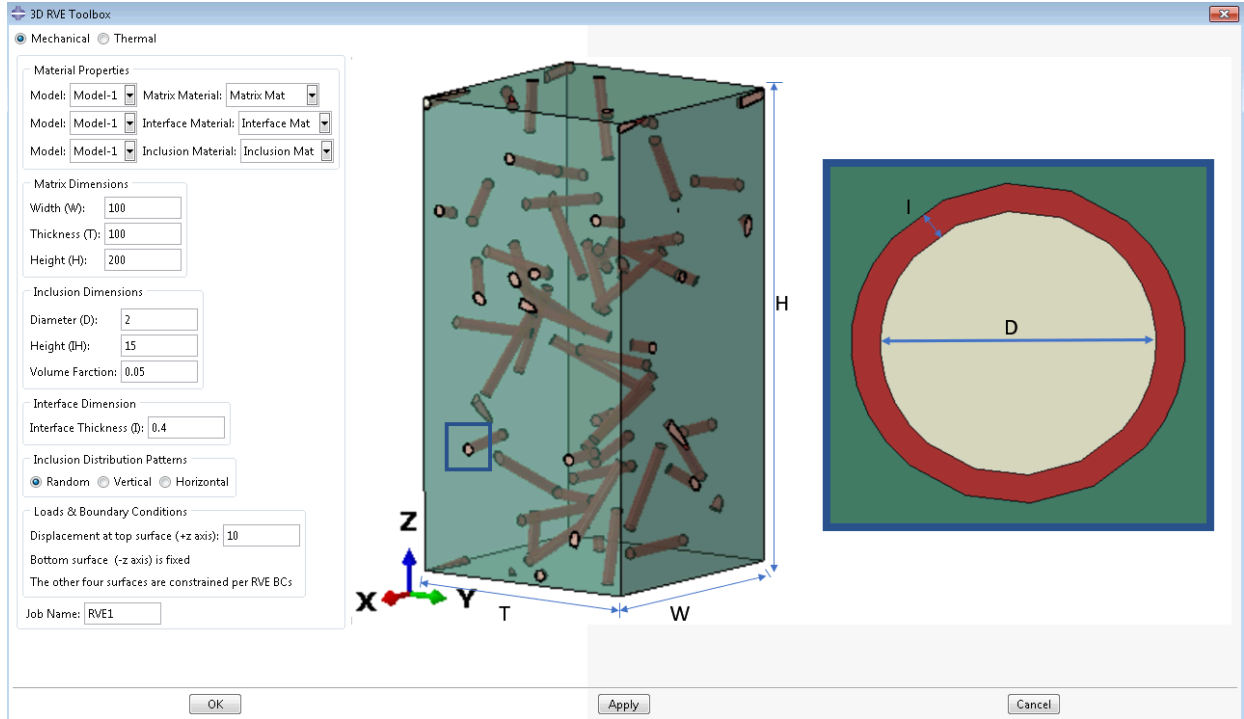 3D RVE Toolbox
Mechanical Thermal
Material Properties
Model: Model-1 Matrix Material: Matrix Mat
Model: Model-1 Interface Material: Interface Mat
Model: Model-1 Inclusion Material: Inclusion Mat
Matrix Dimensions
Width (W): 100
Thickness (T): 100
Height (H): 200
Inclusion Dimensions
Diameter (D): 2
Height (IH): 15
Volume Farction: 0.05
Interface Dimension
Interface Thickness (I): 0.4
Inclusion Distribution Patterns
Random Vertical Horizontal
Loads & Boundary Conditions
Displacement at top surface (+z axis): 10
Bottom surface (-z axis) is fixed
The other four surfaces are constrained per RVE BCs
Job Name: RVE1
H
Z
X
Y
T
W
I
D
OK Apply Cancel